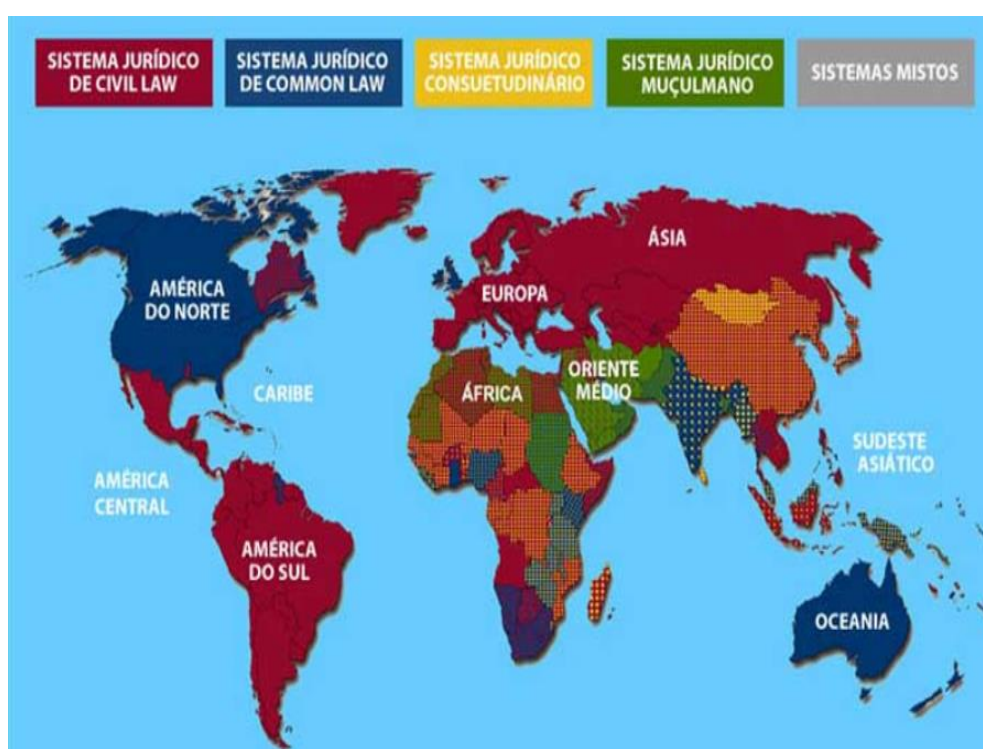 SISTEMA JURÍDICO
DE CIVIL LAW
SISTEMA JURÍDICO
DE COMMON LAW
SISTEMA JURÍDICO
CONSUETUDINÁRIO
SISTEMA JURÍDICO
MUÇULMANO
SISTEMAS MISTOS
ÁSIA
AMÉRICA
DO NORTE
EUROPA
ORIENTE
MÉDIO
ÁFRICA
CARIBE
SUDESTE
ASIÁTICO
AMÉRICA
CENTRAL
AMÉRICA
DO SUL
OCEANIA